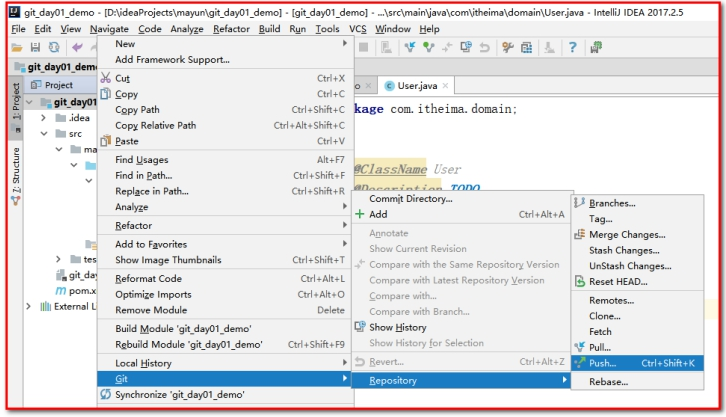 git_day01_demo - [D:\ideaProjects\mayun\git_day01_demo] - [git_day01_demo] - ...\src\main\java\com\itheima\domain\User.java - IntelliJ IDEA 2017.2.5
File Edit View Navigate Code Analyze Refactor Build Run Tools VCS Window Help
git_day01_demo
Project
User.java
1: Project
Z: Structure
git_day01
.idea
src
ma
tes
git_day
pom.x
External Li
New
Add Framework Support...
Cut Ctrl+X
Copy Ctrl+C
Copy Path Ctrl+Shift+C
Copy Relative Path Ctrl+Alt+Shift+C
Paste Ctrl+V
Find Usages Alt+F7
Find in Path... Ctrl+Shift+F
Replace in Path... Ctrl+Shift+R
Analyze
Refactor
Add to Favorites
Show Image Thumbnails Ctrl+Shift+T
Reformat Code Ctrl+Alt+L
Optimize Imports Ctrl+Alt+O
Remove Module Delete
Build Module 'git_day01_demo'
Rebuild Module 'git_day01_demo' Ctrl+Shift+F9
Local History
Git
Synchronize 'git_day01_demo'
kage com.itheima.domain;
@ClassName User
@Description TODO
Commit Directory...
Add Ctrl+Alt+A
Annotate
Show Current Revision
Compare with the Same Repository Version
Compare with Latest Repository Version
Compare with...
Compare with Branch...
Show History
Show History for Selection
Revert... Ctrl+Alt+Z
Repository
Branches...
Tag...
Merge Changes...
Stash Changes...
UnStash Changes...
Reset HEAD...
Remotes...
Clone...
Fetch
Pull...
Push... Ctrl+Shift+K
Rebase...